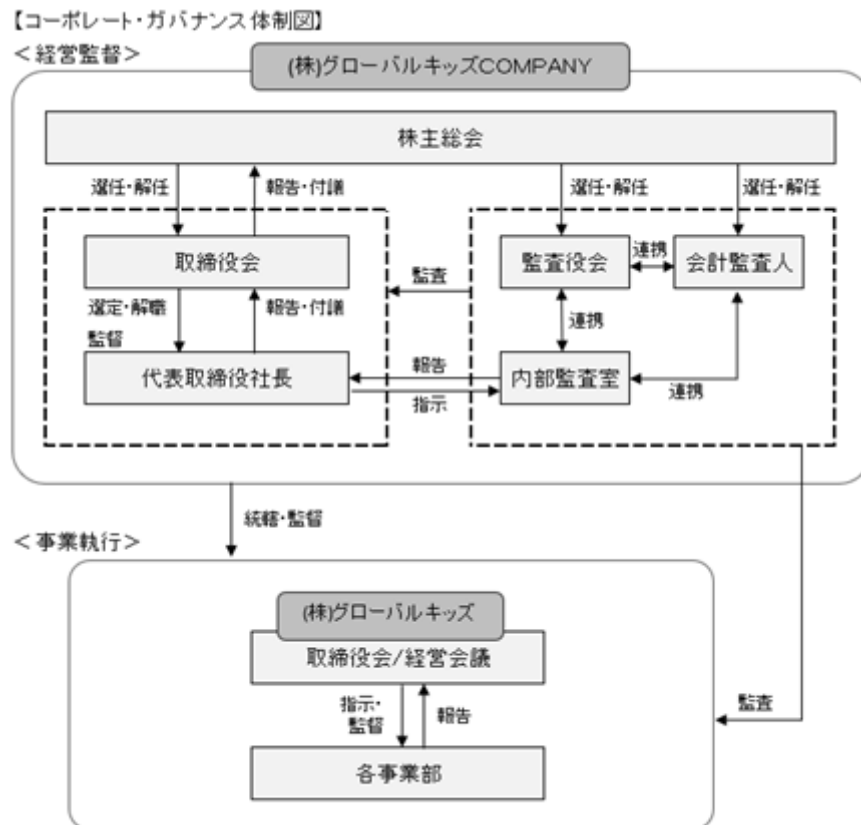 【コーポレート・ガバナンス体制図】
＜経営監督＞
(株)グローバルキッズCOMPANY
株主総会
選任・解任
報告・付議
選任・解任
選任・解任
取締役会
監査
監査役会
連携
会計監査人
選定・解職
監督
報告・付議
連携
代表取締役社長
報告
指示
内部監査室
連携
統轄・監督
＜事業執行＞
(株)グローバルキッズ
取締役会/経営会議
指示・
監督
報告
監査
各事業部